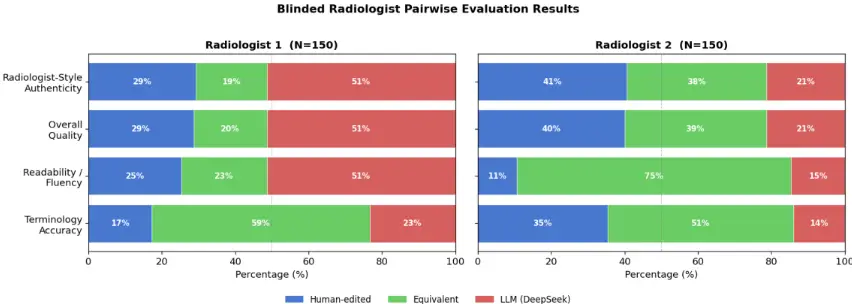 Blinded Radiologist Pairwise Evaluation Results
Radiologist 1 (N=150)
Radiologist 2 (N=150)
Radiologist-Style
Authenticity
29% 19% 51%
41% 38% 21%
Overall
Quality
29% 20% 51%
40% 39% 21%
Readability /
Fluency
25% 23% 51%
11% 75% 15%
Terminology
Accuracy
17% 59% 23%
35% 51% 14%
0 20 40 60 80 100
0 20 40 60 80 100
Percentage (%)
Percentage (%)
Human-edited Equivalent LLM (DeepSeek)